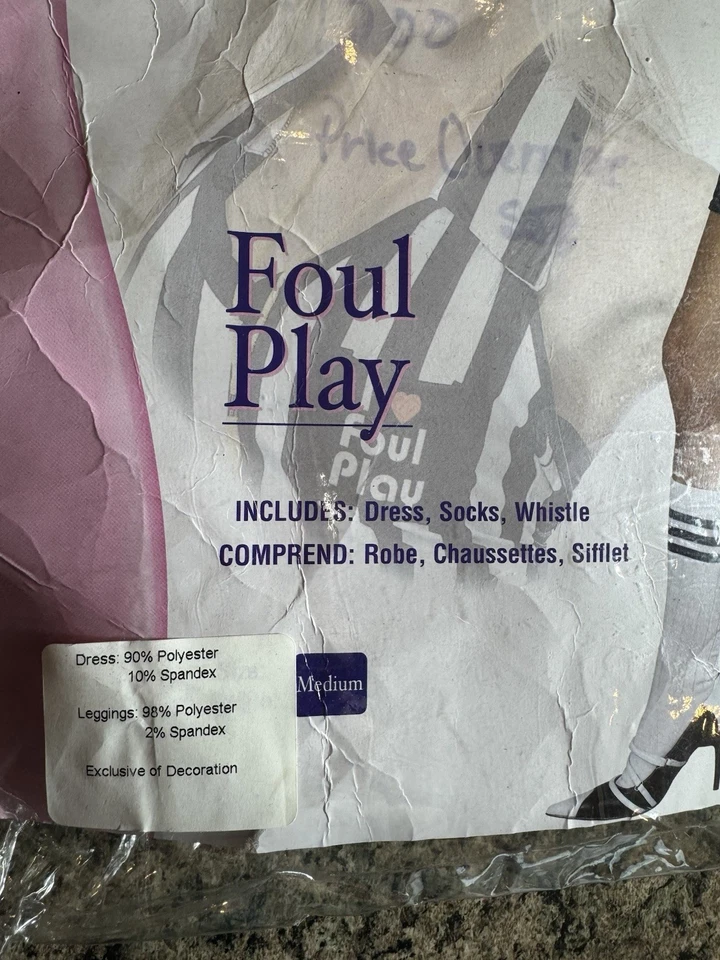 Price Override
Foul
Play
I ❤
Foul
Play
INCLUDES: Dress, Socks, Whistle
COMPREND: Robe, Chaussettes, Sifflet
Dress: 90% Polyester
10% Spandex
Leggings: 98% Polyester
2% Spandex
Exclusive of Decoration
Medium